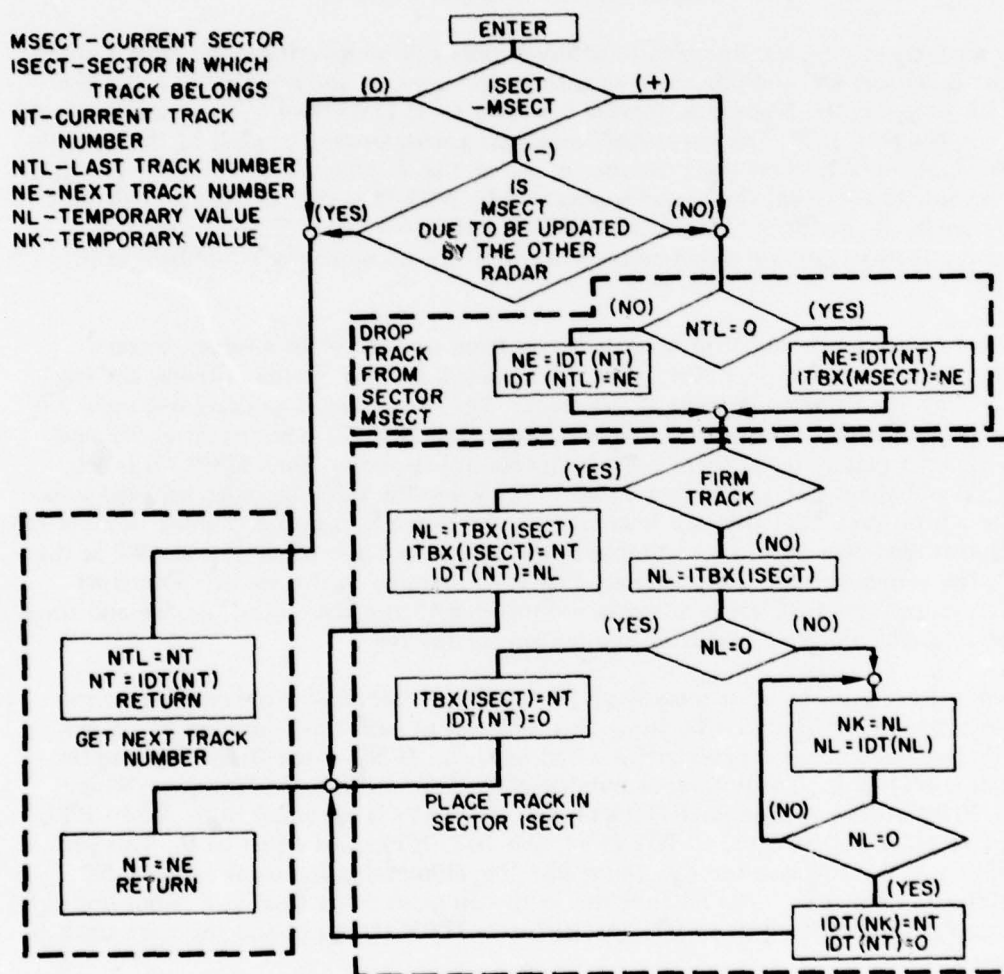 MSECT-CURRENT SECTOR
ISECT-SECTOR IN WHICH
TRACK BELONGS
NT-CURRENT TRACK
NUMBER
NTL-LAST TRACK NUMBER
NE-NEXT TRACK NUMBER
NL-TEMPORARY VALUE
NK-TEMPORARY VALUE
ENTER
(0)
ISECT
-MSECT
(+)
(-)
(YES)
IS
MSECT
DUE TO BE UPDATED
BY THE OTHER
RADAR
(NO)
DROP
TRACK
FROM
SECTOR
MSECT
(NO)
NTL=0
(YES)
NE=IDT(NT)
IDT (NTL)=NE
NE=IDT(NT)
ITBX(MSECT)=NE
(YES)
FIRM
TRACK
(NO)
NL=ITBX(ISECT)
ITBX(ISECT)=NT
IDT(NT)=NL
NL=ITBX(ISECT)
(YES)
NL=0
(NO)
ITBX(ISECT)=NT
IDT(NT)=0
NK=NL
NL=IDT(NL)
(NO)
NL=0
(YES)
IDT(NK)=NT
IDT(NT)=0
PLACE TRACK IN
SECTOR ISECT
NTL=NT
NT=IDT(NT)
RETURN
GET NEXT TRACK
NUMBER
NT=NE
RETURN